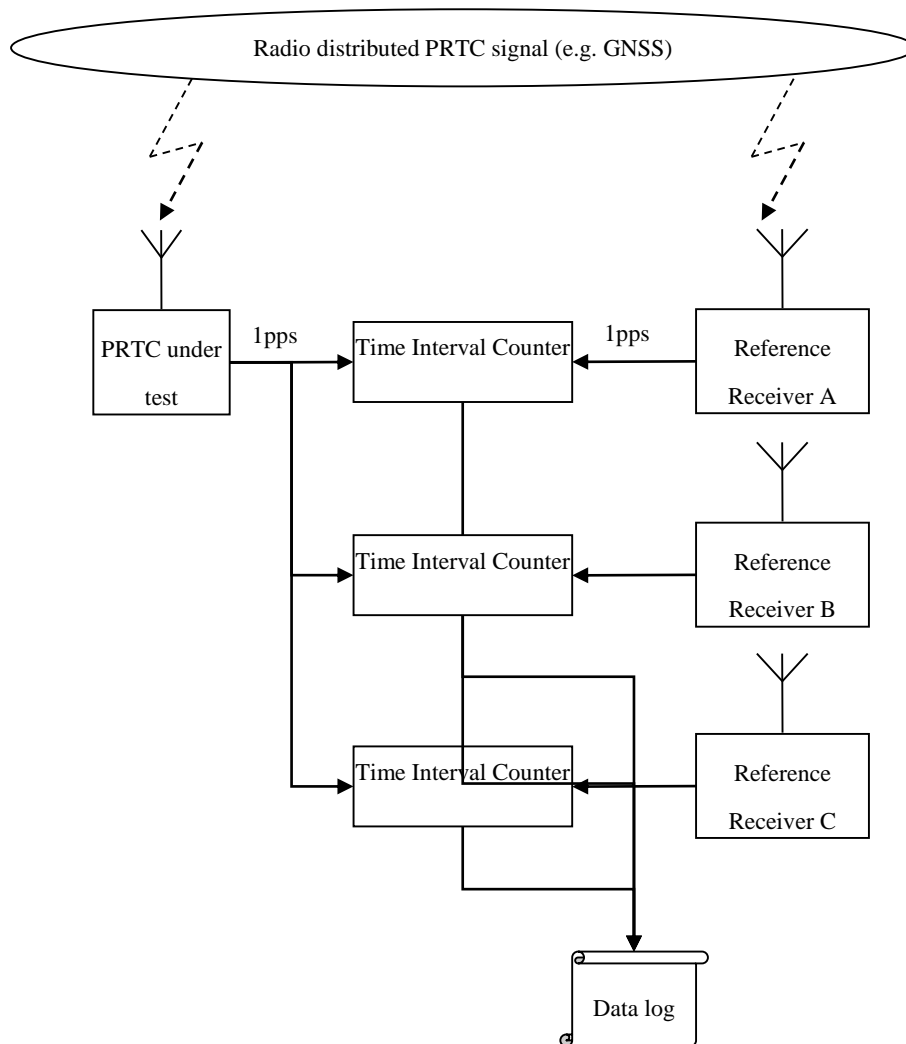 Radio distributed PRTC signal (e.g. GNSS)
PRTC under
test
1pps
Time Interval Counter
1pps
Reference
Receiver A
Time Interval Counter
Reference
Receiver B
Time Interval Counter
Reference
Receiver C
Data log